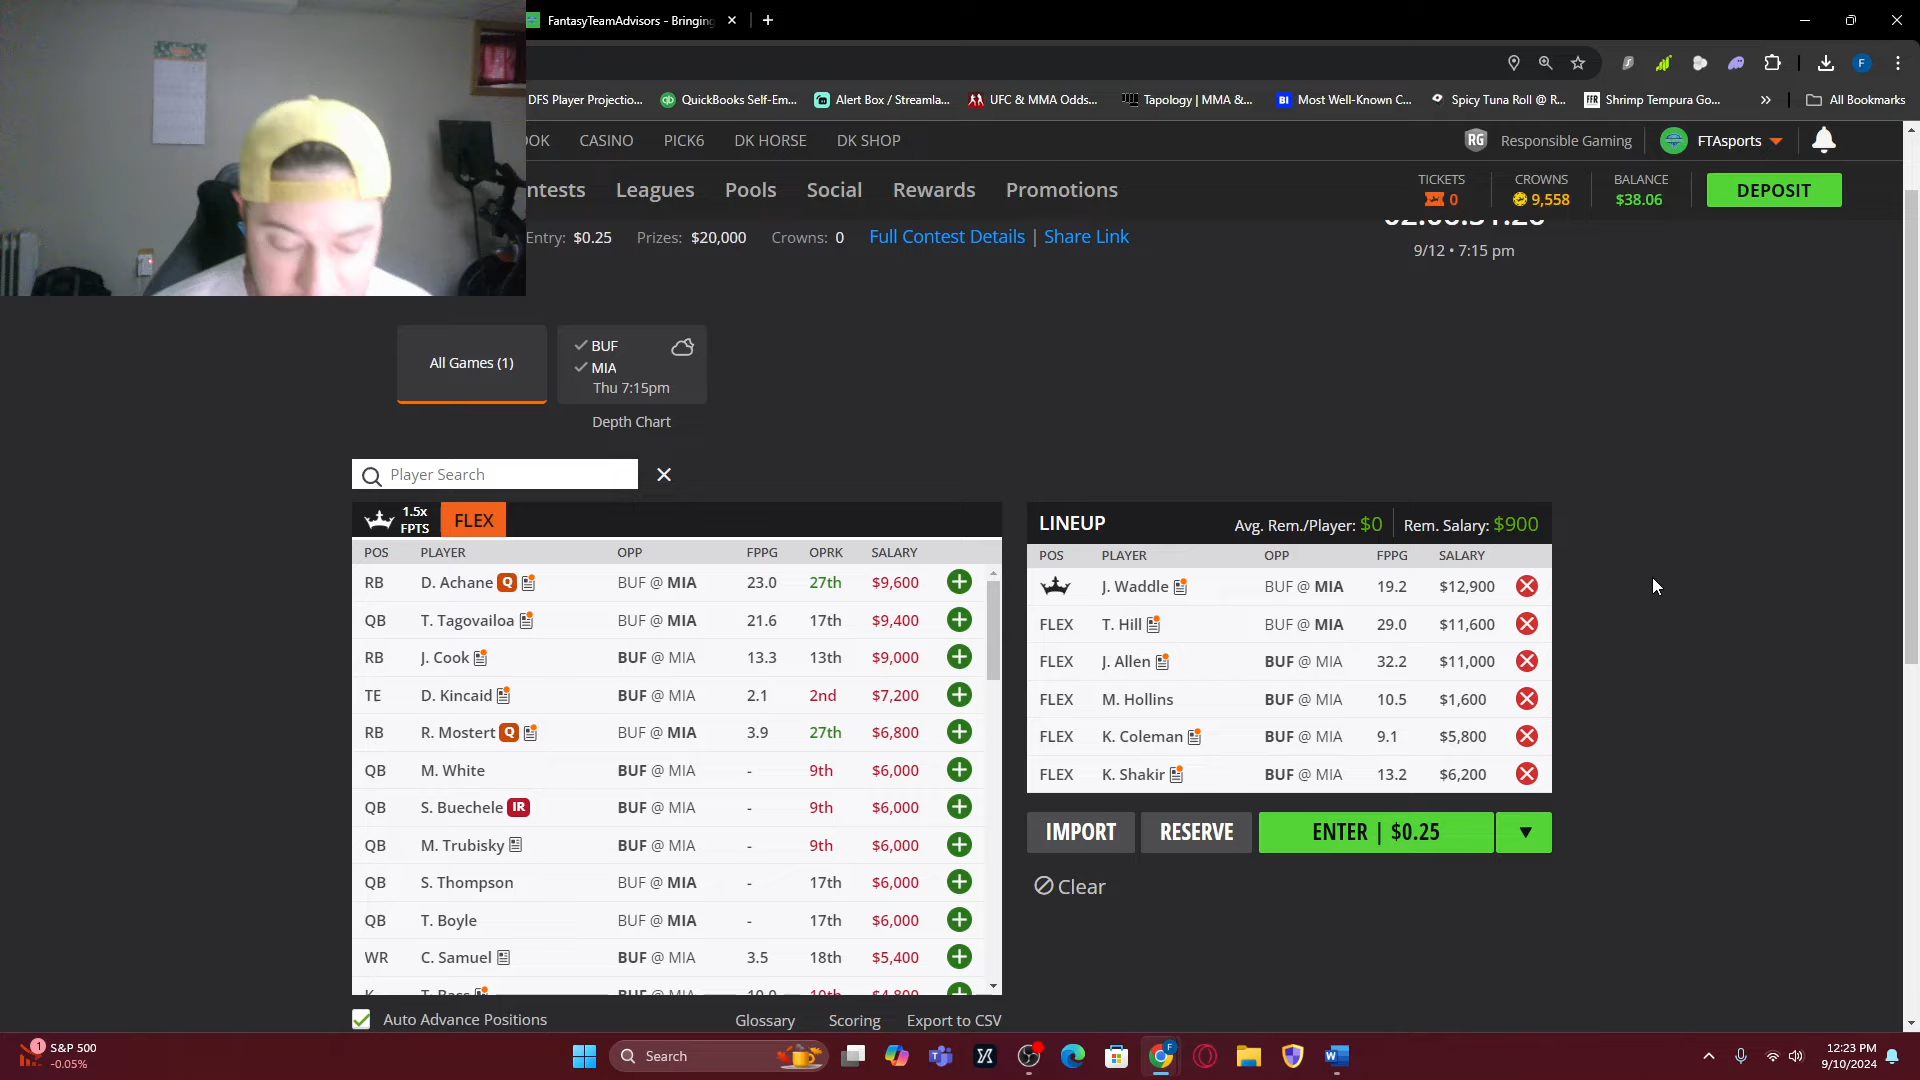 FantasyTeamAdvisors - Bringing
DFS Player Projectio...
QuickBooks Self-Em...
Alert Box / Streamla...
UFC & MMA Odds...
Tapology | MMA &...
Most Well-Known C...
Spicy Tuna Roll @ R...
Shrimp Tempura Go...
All Bookmarks
OOK CASINO PICK6 DK HORSE DK SHOP
RG Responsible Gaming FTAsports
ntests Leagues Pools Social Rewards Promotions
TICKETS CROWNS BALANCE
0 9,558 $38.06
DEPOSIT
Entry: $0.25 Prizes: $20,000 Crowns: 0 Full Contest Details | Share Link
9/12 • 7:15 pm
All Games (1)
BUF
MIA
Thu 7:15pm
Depth Chart
Player Search
1.5x
FPTS
FLEX
POS PLAYER OPP FPPG OPRK SALARY
RB D. Achane Q BUF @ MIA 23.0 27th $9,600
QB T. Tagovailoa BUF @ MIA 21.6 17th $9,400
RB J. Cook BUF @ MIA 13.3 13th $9,000
TE D. Kincaid BUF @ MIA 2.1 2nd $7,200
RB R. Mostert Q BUF @ MIA 3.9 27th $6,800
QB M. White BUF @ MIA - 9th $6,000
QB S. Buechele IR BUF @ MIA - 9th $6,000
QB M. Trubisky BUF @ MIA - 9th $6,000
QB S. Thompson BUF @ MIA - 17th $6,000
QB T. Boyle BUF @ MIA - 17th $6,000
WR C. Samuel BUF @ MIA 3.5 18th $5,400
K T. Bass BUF @ MIA 10.0 10th $4,800
Auto Advance Positions Glossary Scoring Export to CSV
LINEUP Avg. Rem./Player: $0 Rem. Salary: $900
POS PLAYER OPP FPPG SALARY
J. Waddle BUF @ MIA 19.2 $12,900
FLEX T. Hill BUF @ MIA 29.0 $11,600
FLEX J. Allen BUF @ MIA 32.2 $11,000
FLEX M. Hollins BUF @ MIA 10.5 $1,600
FLEX K. Coleman BUF @ MIA 9.1 $5,800
FLEX K. Shakir BUF @ MIA 13.2 $6,200
IMPORT RESERVE ENTER | $0.25
Clear
1
S&P 500
-0.05%
Search
12:23 PM
9/10/2024